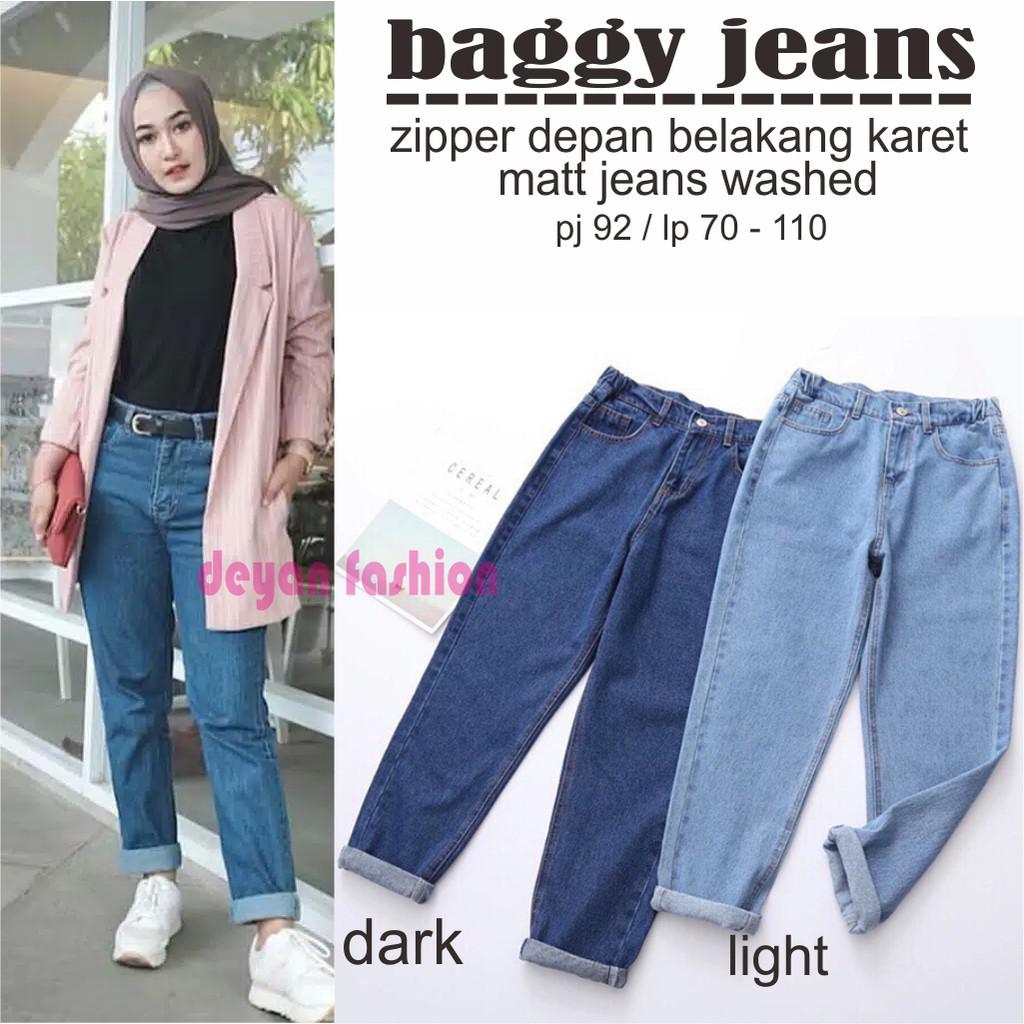 baggy jeans
zipper depan belakang karet
matt jeans washed
pj 92 / lp 70 - 110
CEREAL
deyan fashion
dark
light